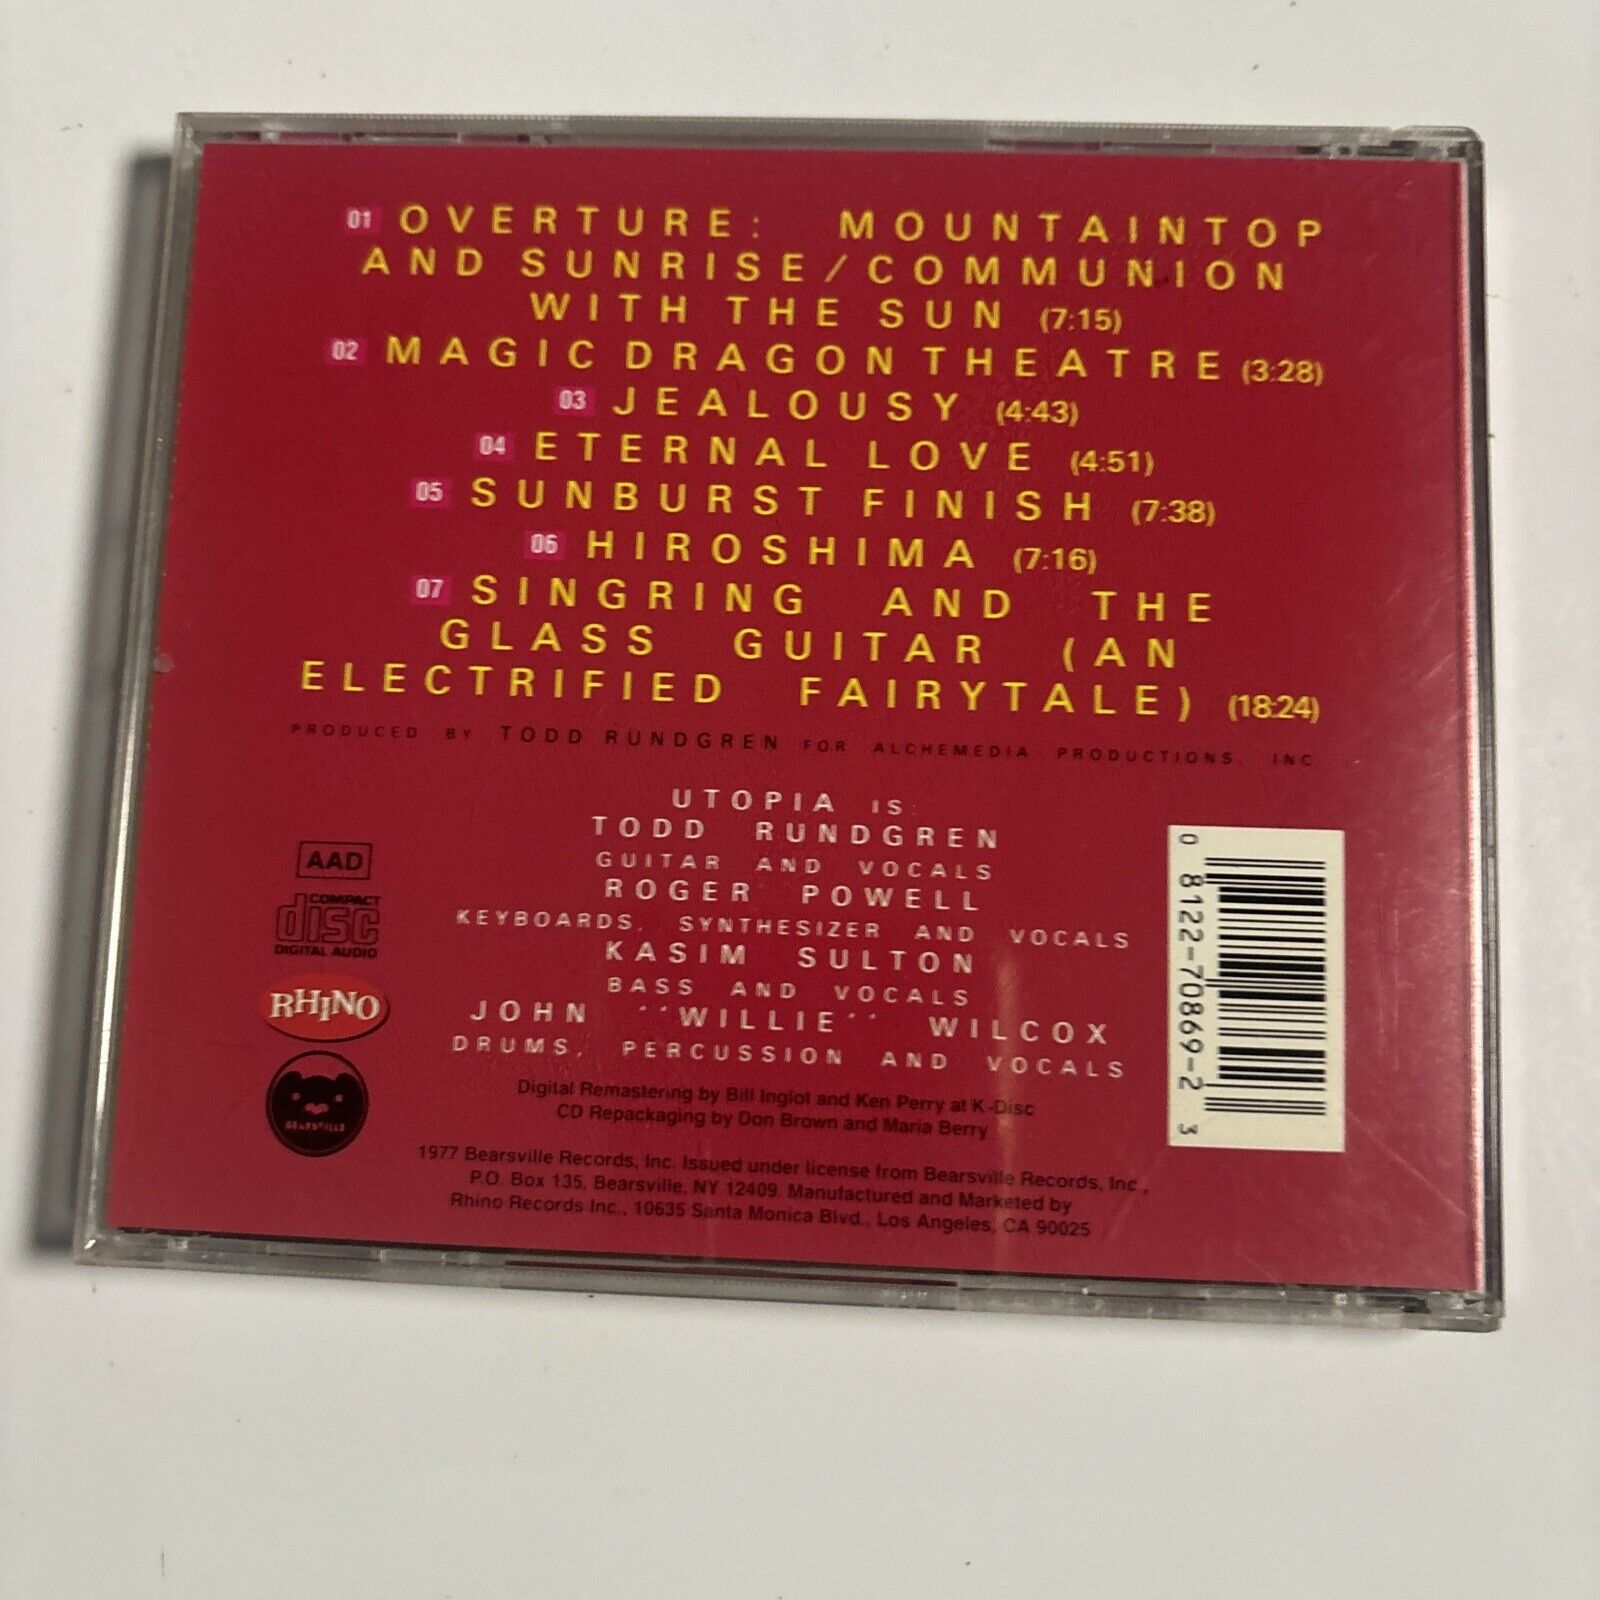 01 OVERTURE: MOUNTAINTOP
AND SUNRISE/COMMUNION
WITH THE SUN (7:15)
02 MAGIC DRAGON THEATRE (3:28)
03 JEALOUSY (4:43)
04 ETERNAL LOVE (4:51)
05 SUNBURST FINISH (7:38)
06 HIROSHIMA (7:16)
07 SINGRING AND THE
GLASS GUITAR (AN
ELECTRIFIED FAIRYTALE) (18:24)
PRODUCED BY TODD RUNDGREN FOR ALCHEMEDIA PRODUCTIONS, INC
UTOPIA IS:
TODD RUNDGREN
GUITAR AND VOCALS
ROGER POWELL
KEYBOARDS, SYNTHESIZER AND VOCALS
KASIM SULTON
BASS AND VOCALS
JOHN "WILLIE" WILCOX
DRUMS, PERCUSSION AND VOCALS
Digital Remastering by Bill Inglot and Ken Perry at K-Disc
CD Repackaging by Don Brown and Maria Berry
1977 Bearsville Records, Inc. Issued under license from Bearsville Records, Inc.,
P.O. Box 135, Bearsville, NY 12409. Manufactured and Marketed by
Rhino Records Inc., 10635 Santa Monica Blvd., Los Angeles, CA 90025
AAD
COMPACT
disc
DIGITAL AUDIO
RHINO
BEARSVILLE
0 8122-70869-2 3